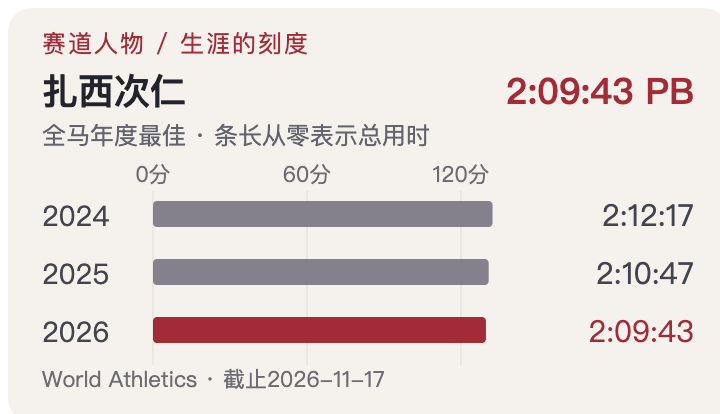 赛道人物 / 生涯的刻度
扎西次仁 2:09:43 PB
全马年度最佳 · 条长从零表示总用时
0分 60分 120分
2024 2:12:17
2025 2:10:47
2026 2:09:43
World Athletics · 截止2026–11–17